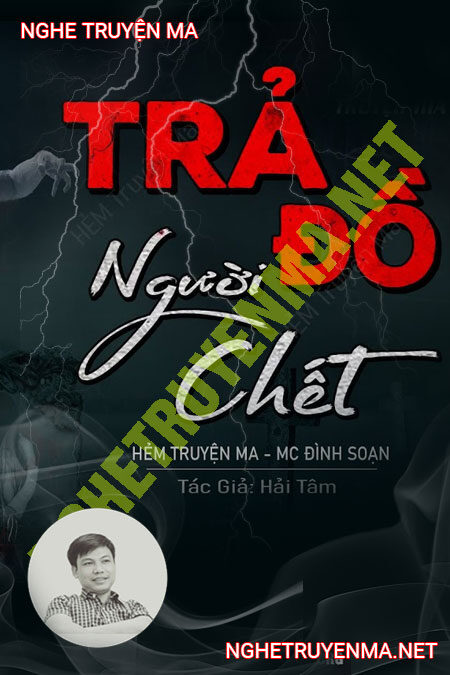 NGHE TRUYỆN MA
TRẢ
ĐỒ
Người
Chết
HẺM TRUYỆN MA - MC ĐÌNH SOẠN
Tác Giả: Hải Tâm
NGHETRUYENMA.NET
NGHETRUYENMA.NET